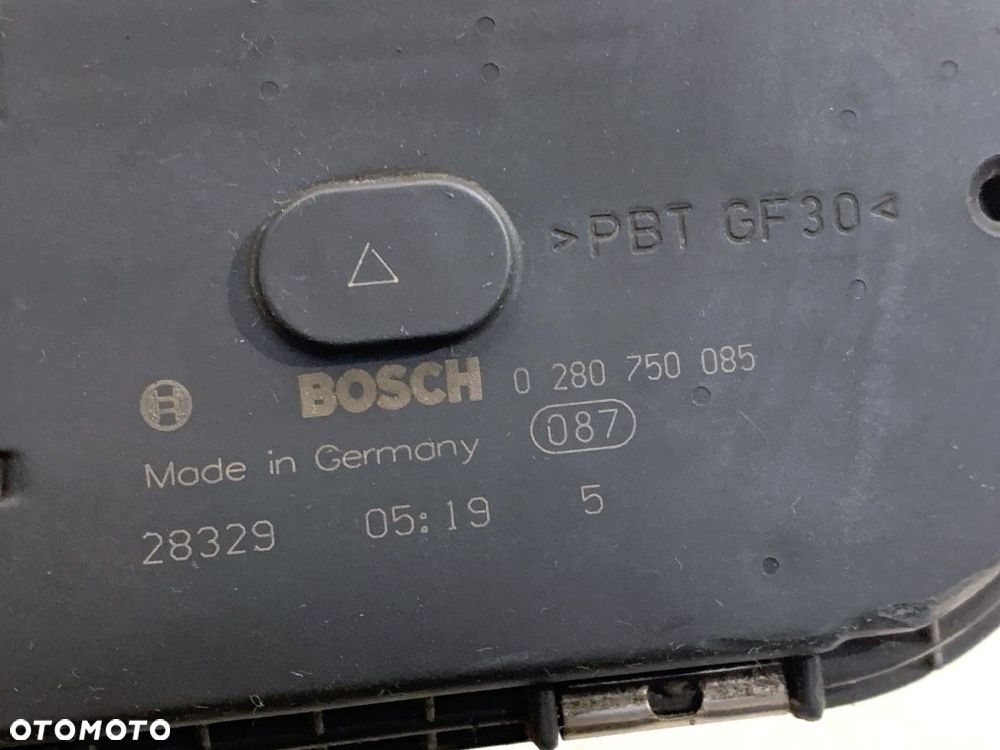 >PBT GF30<
BOSCH 0 280 750 085
Made in Germany 087
28329 05:19 5
OTOMOTO